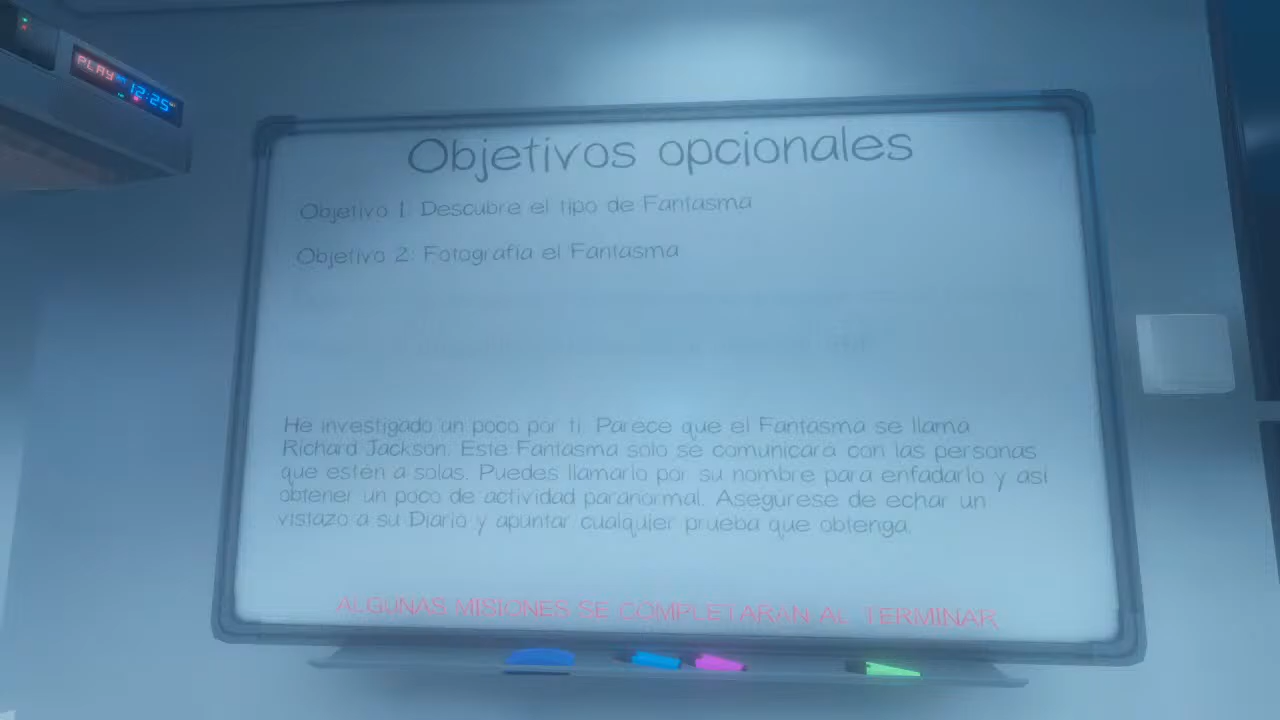 PLAY
12:25
Objetivos opcionales
Objetivo 1: Descubre el tipo de Fantasma
Objetivo 2: Fotografía el Fantasma
He investigado un poco por ti. Parece que el Fantasma se llama
Richard Jackson. Este Fantasma solo se comunicará con las personas
que estén a solas. Puedes llamarlo por su nombre para enfadarlo y así
obtener un poco de actividad paranormal. Asegúrese de echar un
vistazo a su Diario y apuntar cualquier prueba que obtenga.
ALGUNAS MISIONES SE COMPLETARÁN AL TERMINAR